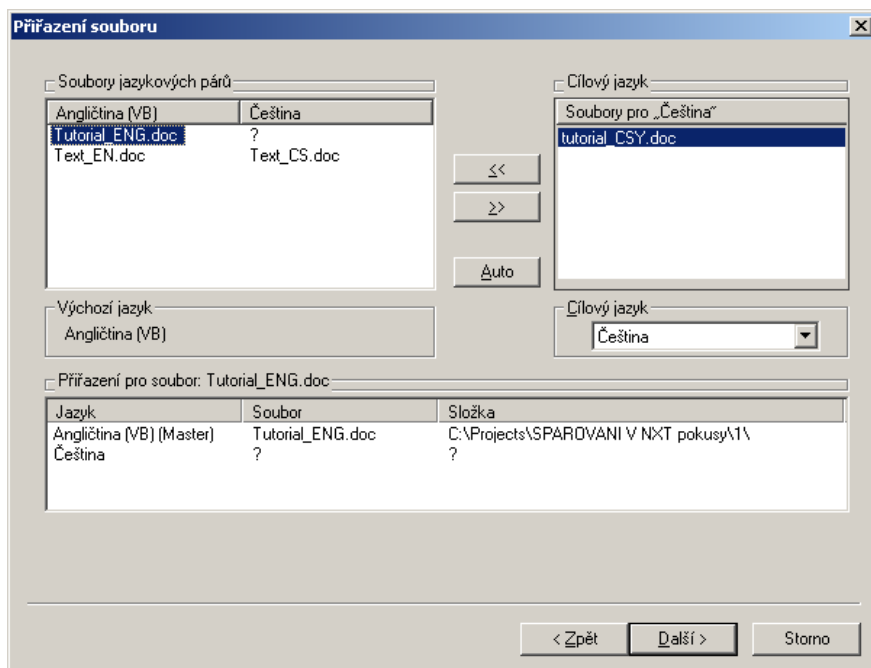 Přiřazení souboru
Soubory jazykových párů
Angličtina (VB) Čeština
Tutorial_ENG.doc ?
Text_EN.doc Text_CS.doc
<<
>>
Auto
Cílový jazyk
Soubory pro „Čeština“
tutorial_CSY.doc
Výchozí jazyk
Angličtina (VB)
Cílový jazyk
Čeština
Přiřazení pro soubor: Tutorial_ENG.doc
Jazyk Soubor Složka
Angličtina (VB) (Master) Tutorial_ENG.doc C:\Projects\SPAROVANI V NXT pokusy\1\
Čeština ? ?
< Zpět Další > Storno